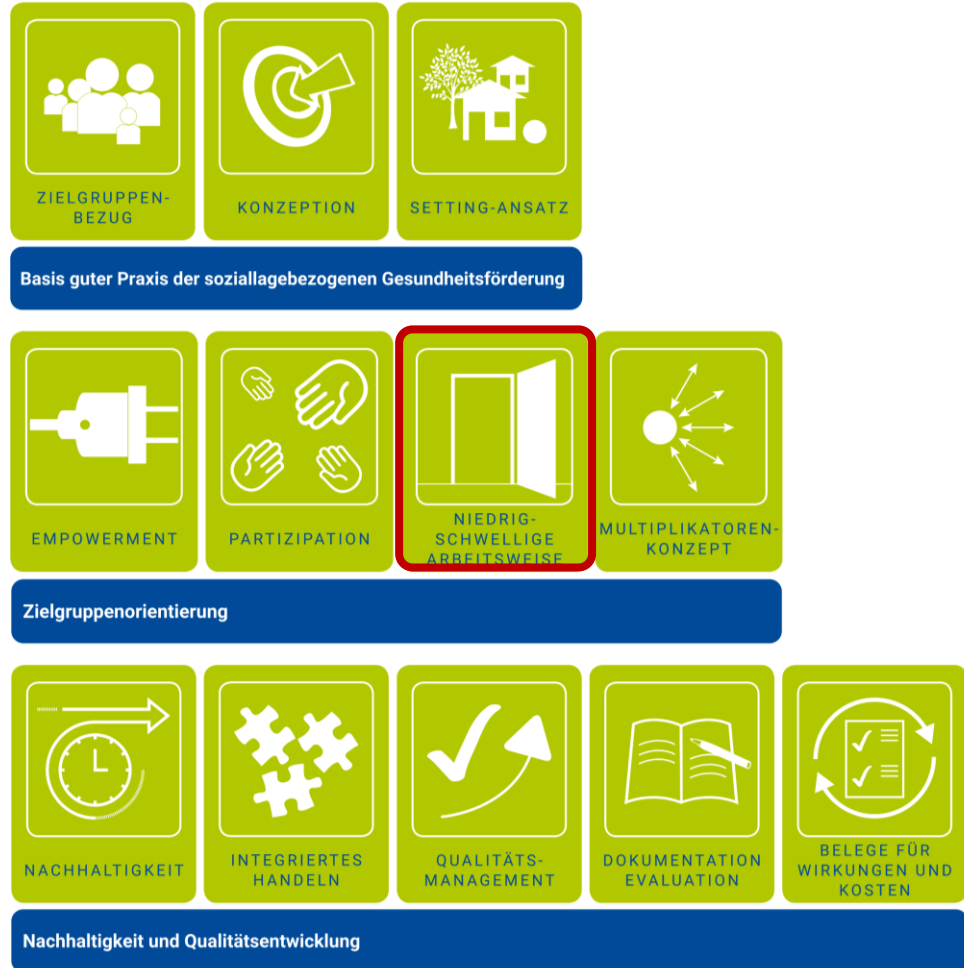 ZIELGRUPPEN-
BEZUG
KONZEPTION
SETTING-ANSATZ
Basis guter Praxis der soziallagebezogenen Gesundheitsförderung
EMPOWERMENT
PARTIZIPATION
NIEDRIG-
SCHWELLIGE
ARBEITSWEISE
MULTIPLIKATOREN-
KONZEPT
Zielgruppenorientierung
NACHHALTIGKEIT
INTEGRIERTES
HANDELN
QUALITÄTS-
MANAGEMENT
DOKUMENTATION
EVALUATION
BELEGE FÜR
WIRKUNGEN UND
KOSTEN
Nachhaltigkeit und Qualitätsentwicklung